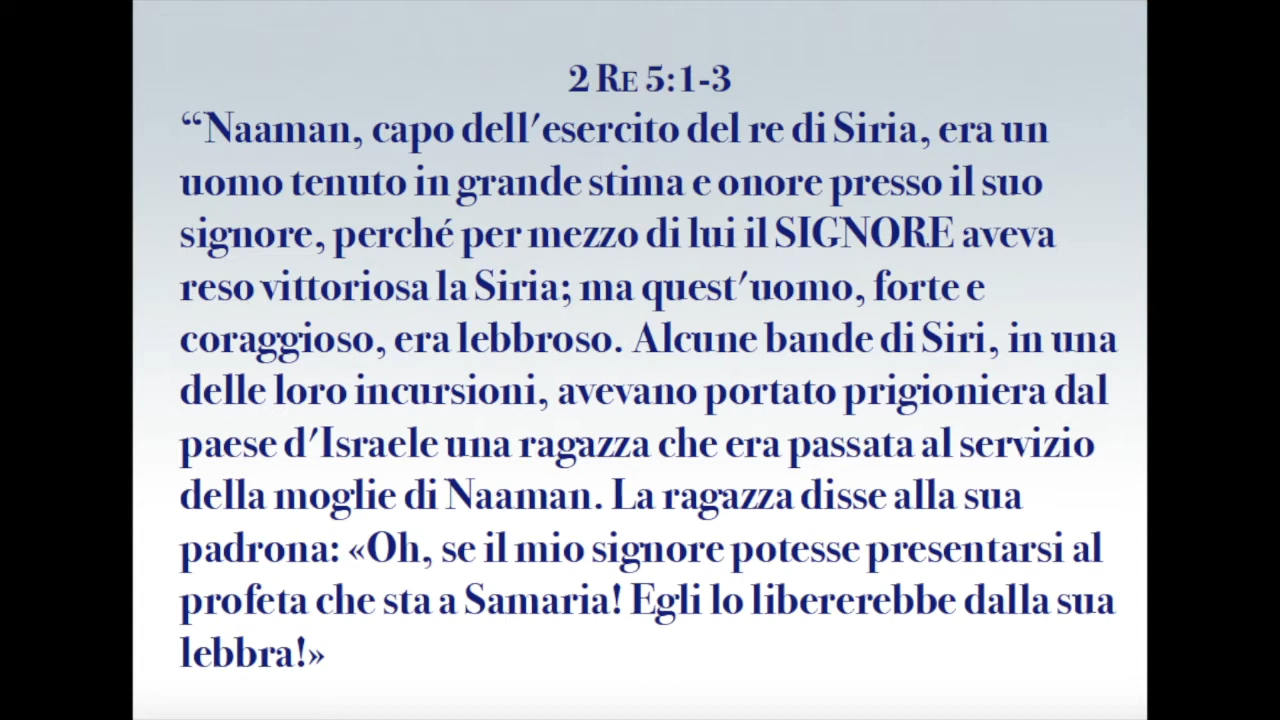 2 RE 5:1-3
“Naaman, capo dell'esercito del re di Siria, era un
uomo tenuto in grande stima e onore presso il suo
signore, perché per mezzo di lui il SIGNORE aveva
reso vittoriosa la Siria; ma quest'uomo, forte e
coraggioso, era lebbroso. Alcune bande di Siri, in una
delle loro incursioni, avevano portato prigioniera dal
paese d'Israele una ragazza che era passata al servizio
della moglie di Naaman. La ragazza disse alla sua
padrona: «Oh, se il mio signore potesse presentarsi al
profeta che sta a Samaria! Egli lo libererebbe dalla sua
lebbra!»